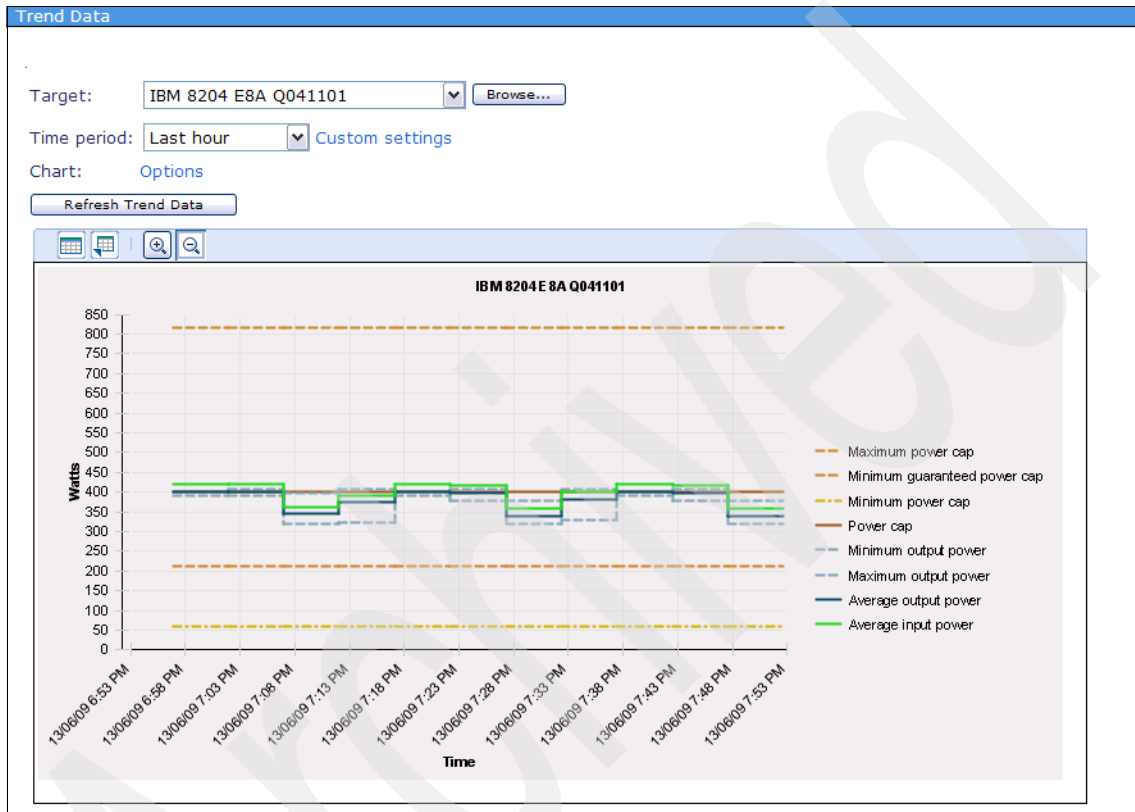 Trend Data
Target: IBM 8204 E8A Q041101 Browse...
Time period: Last hour Custom settings
Chart: Options
Refresh Trend Data
IBM 8204 E 8A Q041101
850
800
750
700
650
600
550
500
450
400
350
300
250
200
150
100
50
0
Watts
Maximum power cap
Minimum guaranteed power cap
Minimum power cap
Power cap
Minimum output power
Maximum output power
Average output power
Average input power
13/06/09 6:53 PM
13/06/09 6:58 PM
13/06/09 7:03 PM
13/06/09 7:08 PM
13/06/09 7:13 PM
13/06/09 7:18 PM
13/06/09 7:23 PM
13/06/09 7:28 PM
13/06/09 7:33 PM
13/06/09 7:38 PM
13/06/09 7:43 PM
13/06/09 7:48 PM
13/06/09 7:53 PM
Time
Archived